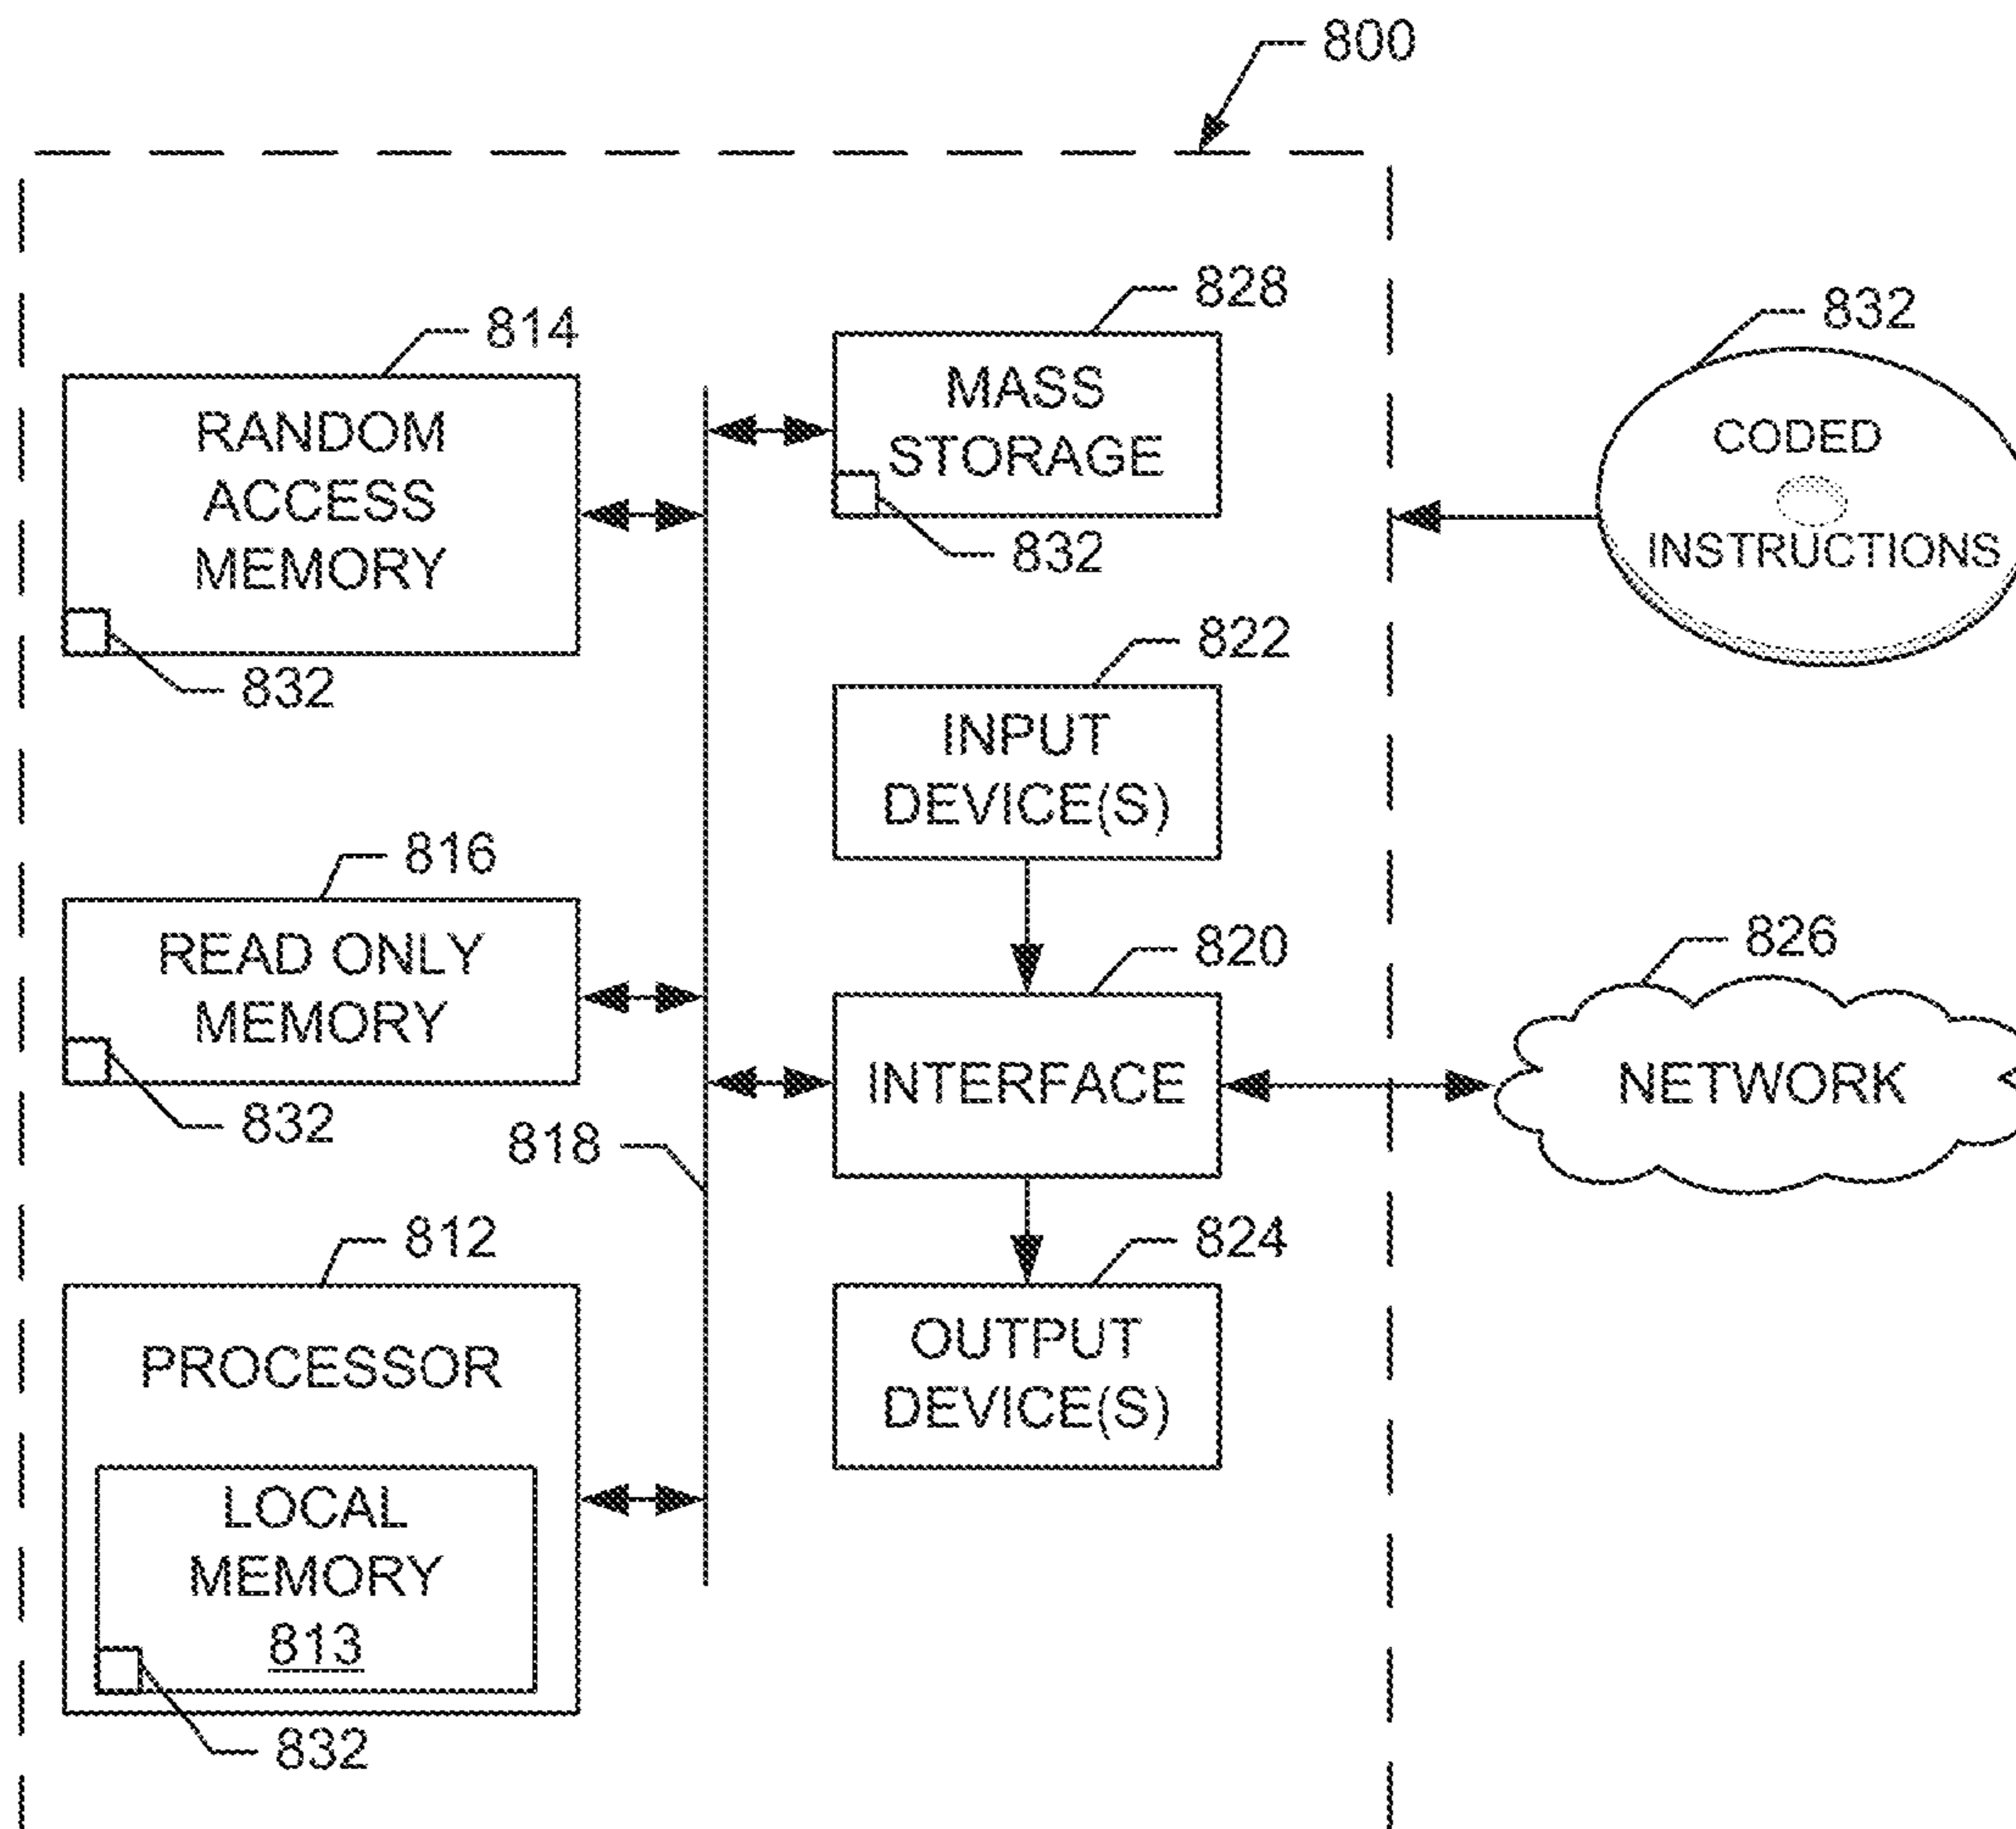 800
828
814
832
MASS
STORAGE
RANDOM
ACCESS
MEMORY
CODED
INSTRUCTIONS
832
832
822
INPUT
DEVICE(S)
816
READ ONLY
MEMORY
820
826
INTERFACE
NETWORK
832
818
812
824
PROCESSOR
OUTPUT
DEVICE(S)
LOCAL
MEMORY
813
832